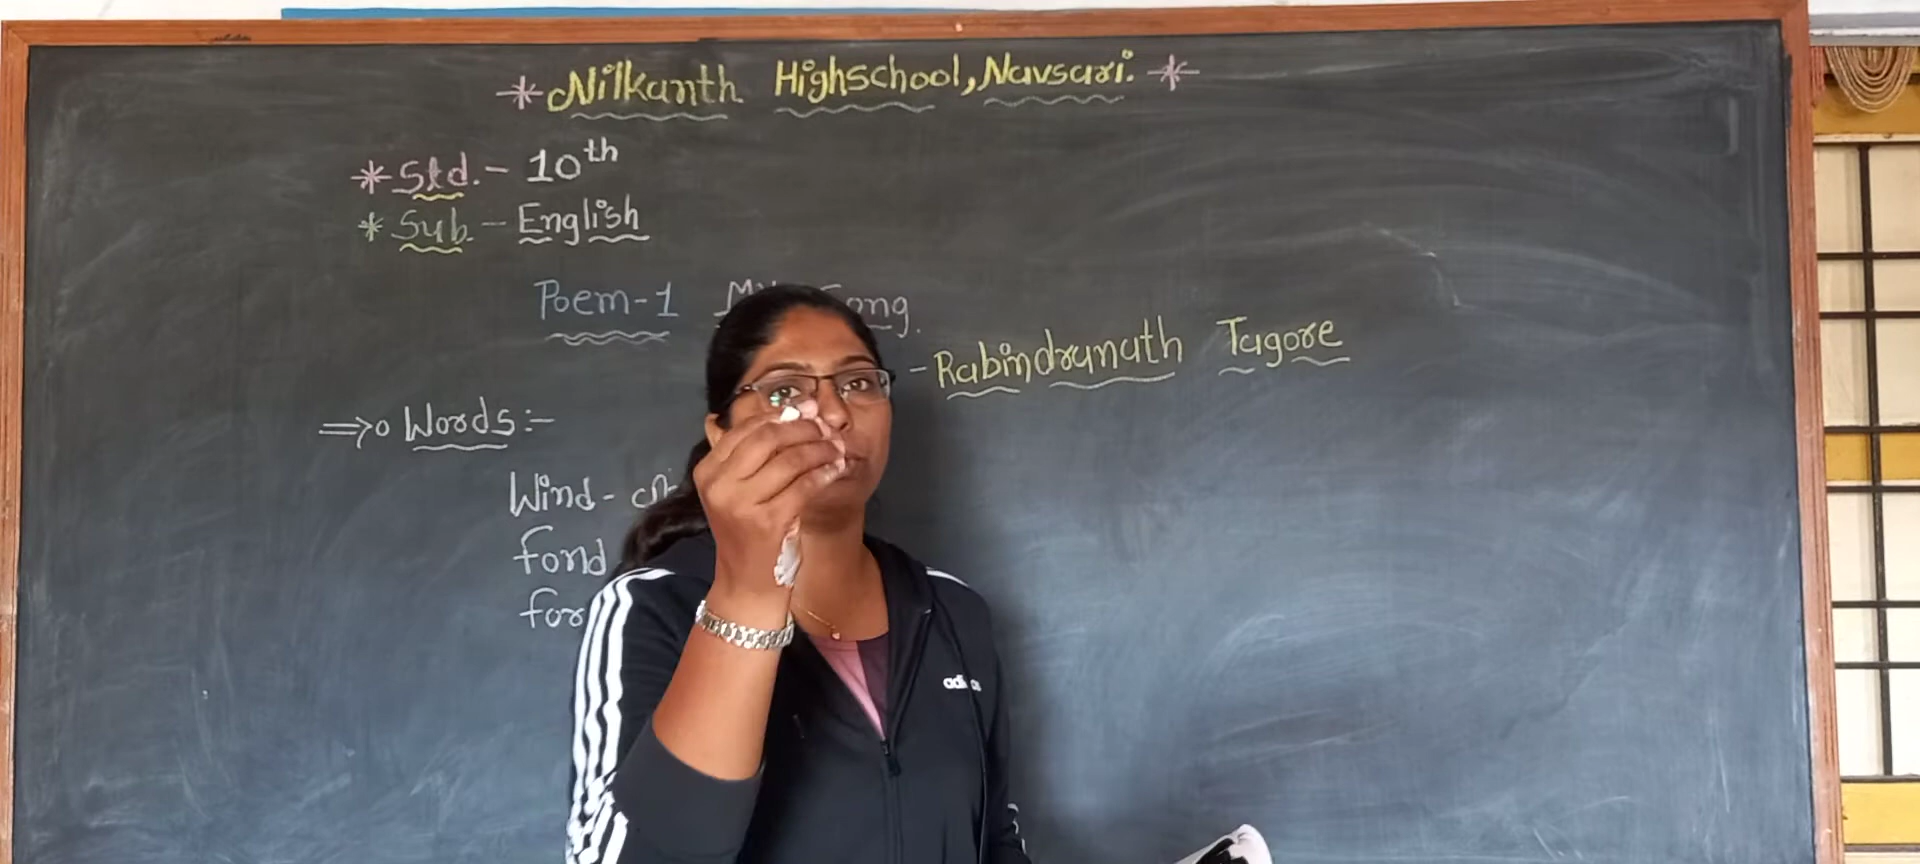 * Nilkanth Highschool, Navsari. *
* Std. - 10th
* Sub. - English
Poem-1 My Song.
- Rabindranath Tagore
⇒ Words :-
Wind -
fond
for